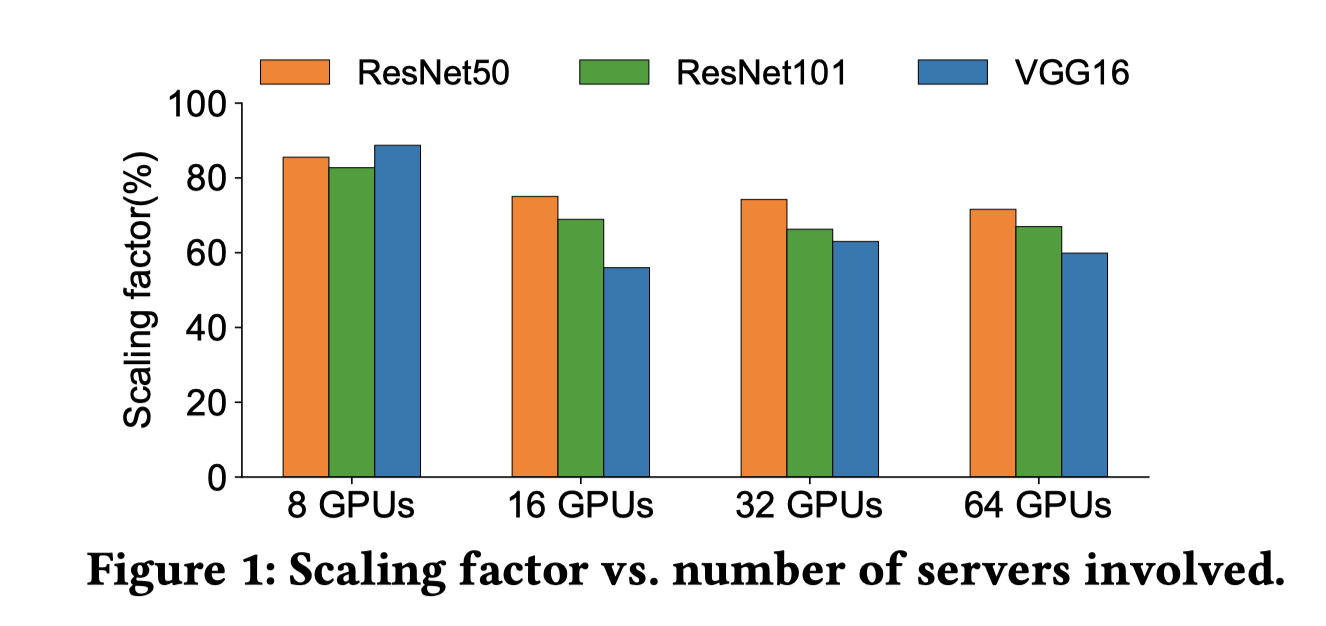 ResNet50 ResNet101 VGG16
Scaling factor(%)
100
80
60
40
20
0
8 GPUs 16 GPUs 32 GPUs 64 GPUs
Figure 1: Scaling factor vs. number of servers involved.